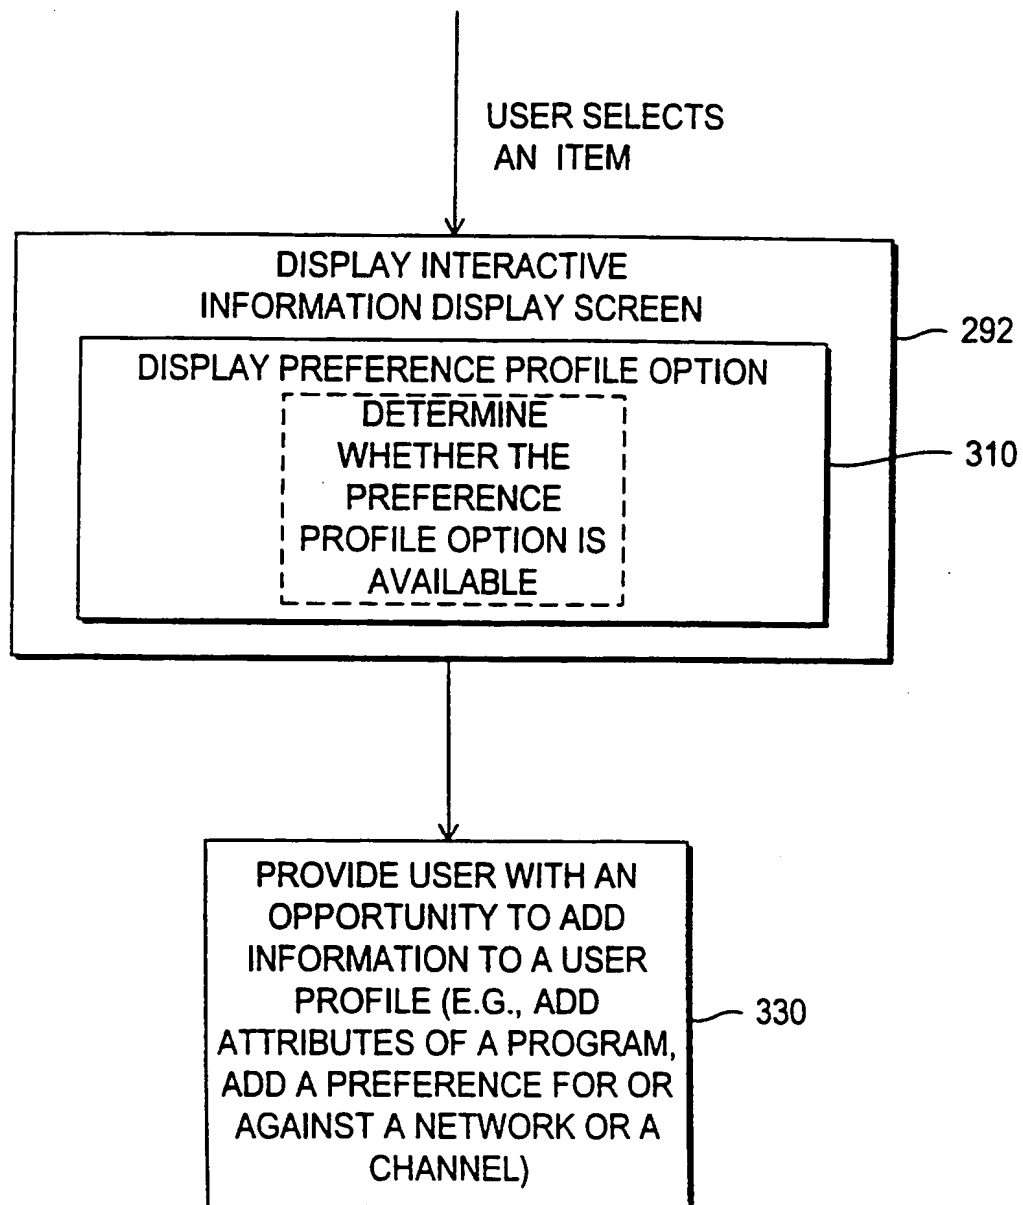 USER SELECTS
AN ITEM
DISPLAY INTERACTIVE
INFORMATION DISPLAY SCREEN
292
DISPLAY PREFERENCE PROFILE OPTION
DETERMINE
WHETHER THE
PREFERENCE
PROFILE OPTION IS
AVAILABLE
310
PROVIDE USER WITH AN
OPPORTUNITY TO ADD
INFORMATION TO A USER
PROFILE (E.G., ADD
ATTRIBUTES OF A PROGRAM,
ADD A PREFERENCE FOR OR
AGAINST A NETWORK OR A
CHANNEL)
330